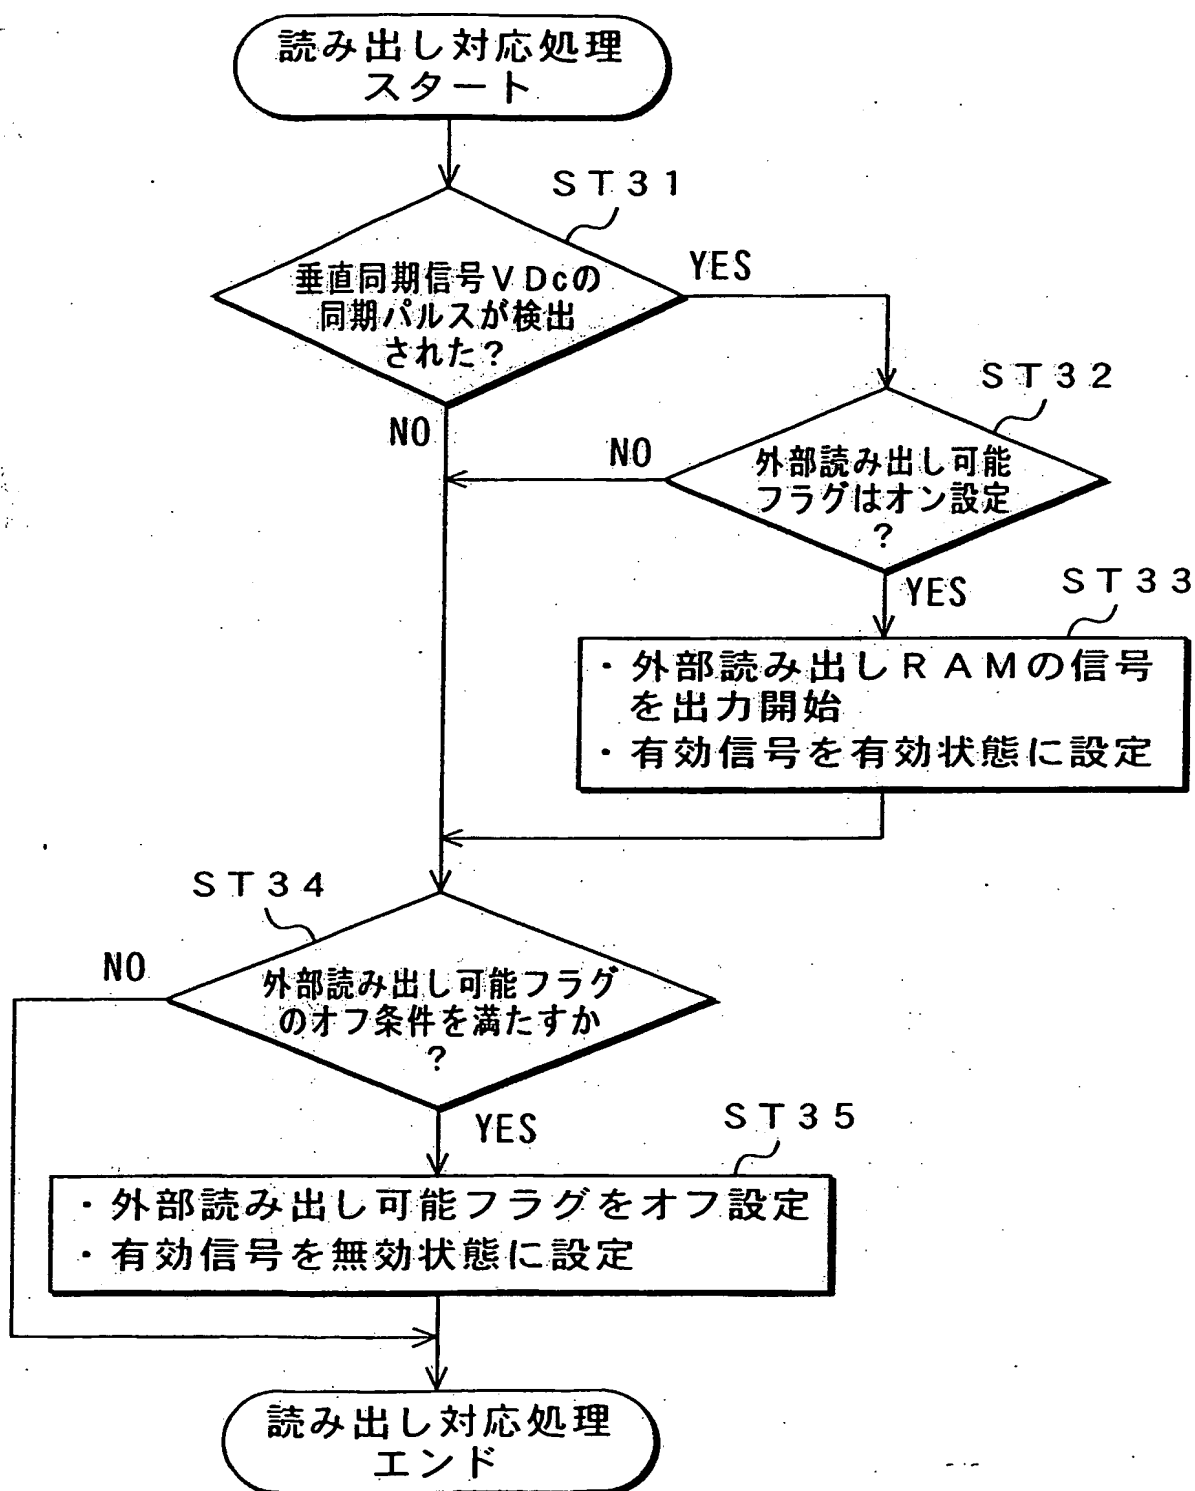 読み出し対応処理
スタート
ST31
垂直同期信号VDcの
同期パルスが検出
された?
YES
NO
ST32
外部読み出し可能
フラグはオン設定
?
NO
YES
ST33
・外部読み出しRAMの信号
を出力開始
・有効信号を有効状態に設定
ST34
外部読み出し可能フラグ
のオフ条件を満たすか
?
NO
YES
ST35
・外部読み出し可能フラグをオフ設定
・有効信号を無効状態に設定
読み出し対応処理
エンド